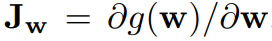 J_w = ∂g(w)/∂w